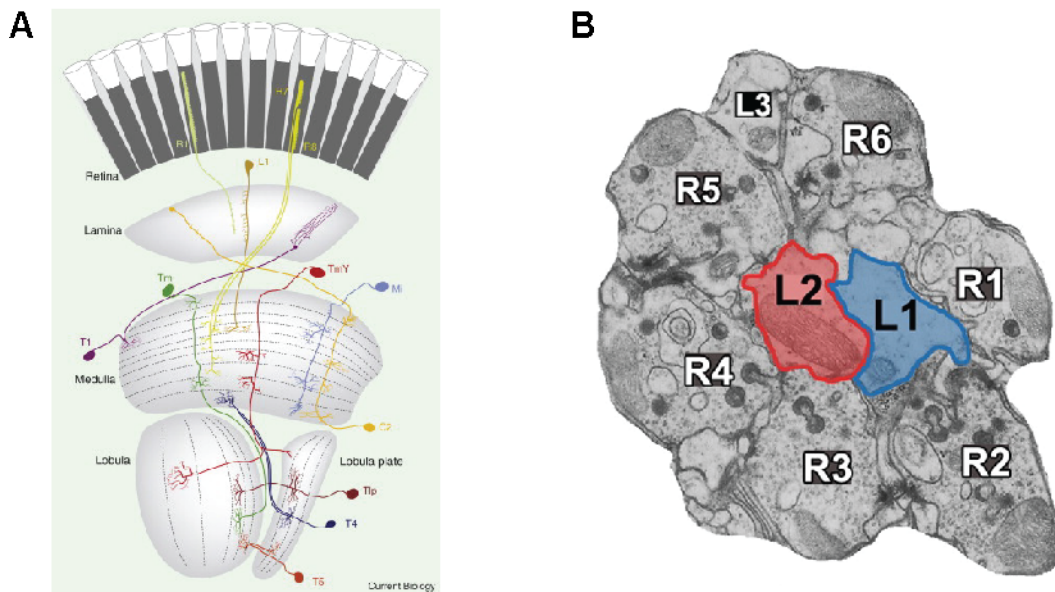 A
B
R7
R1
R8
L1
Retina
Lamina
Tm
TmY
Mi
T1
Medulla
C2
Lobula
Lobula plate
Tlp
T4
T5
Current Biology
L3
R6
R5
L2
L1
R1
R4
R3
R2